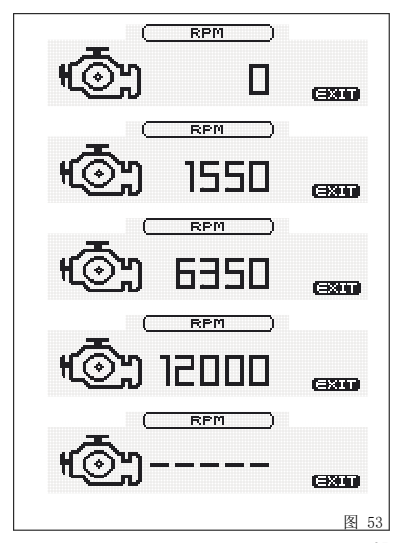 RPM
0
EXIT
RPM
1550
EXIT
RPM
6350
EXIT
RPM
12000
EXIT
RPM
-----
EXIT
图 53